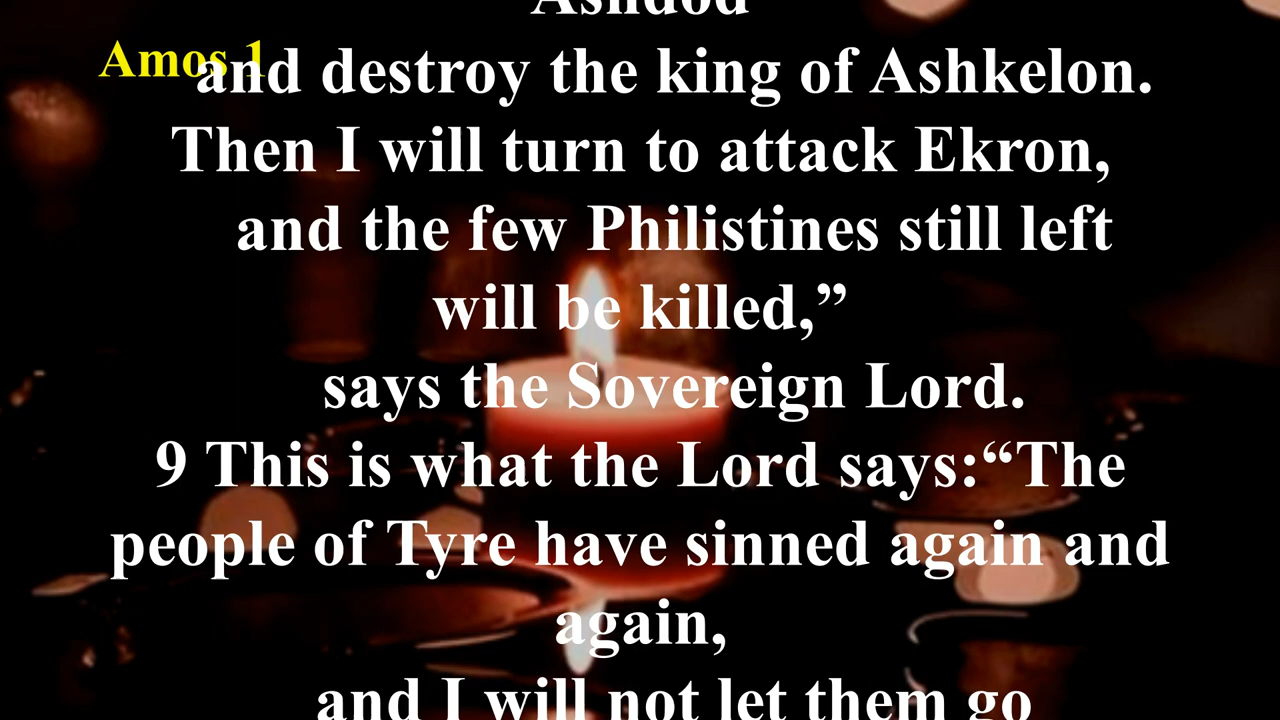 Ashdod
Amos 1
and destroy the king of Ashkelon.
Then I will turn to attack Ekron,
and the few Philistines still left
will be killed,”
says the Sovereign Lord.
9 This is what the Lord says:“The
people of Tyre have sinned again and
again,
and I will not let them go